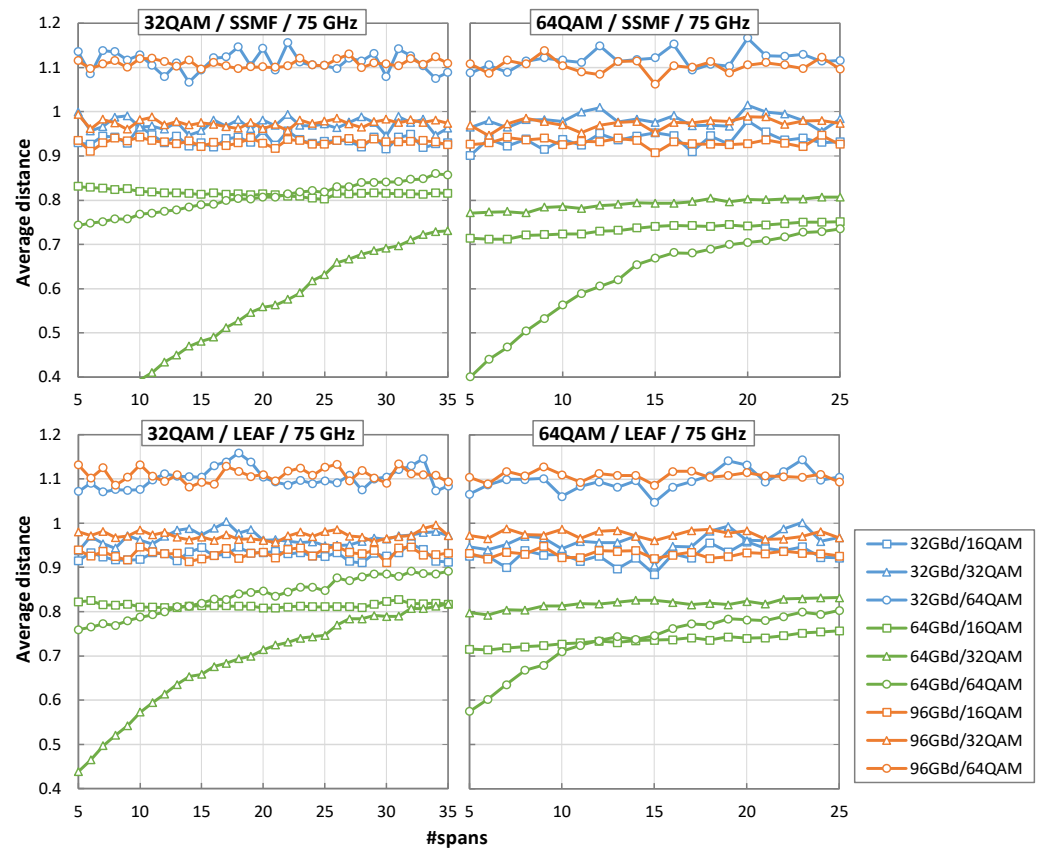 32QAM / SSMF / 75 GHz
64QAM / SSMF / 75 GHz
Average distance
1.2
1.1
1
0.9
0.8
0.7
0.6
0.5
0.4
5 10 15 20 25 30 35
5 10 15 20 25
32QAM / LEAF / 75 GHz
64QAM / LEAF / 75 GHz
Average distance
1.2
1.1
1
0.9
0.8
0.7
0.6
0.5
0.4
5 10 15 20 25 30 35
5 10 15 20 25
#spans
32GBd/16QAM
32GBd/32QAM
32GBd/64QAM
64GBd/16QAM
64GBd/32QAM
64GBd/64QAM
96GBd/16QAM
96GBd/32QAM
96GBd/64QAM